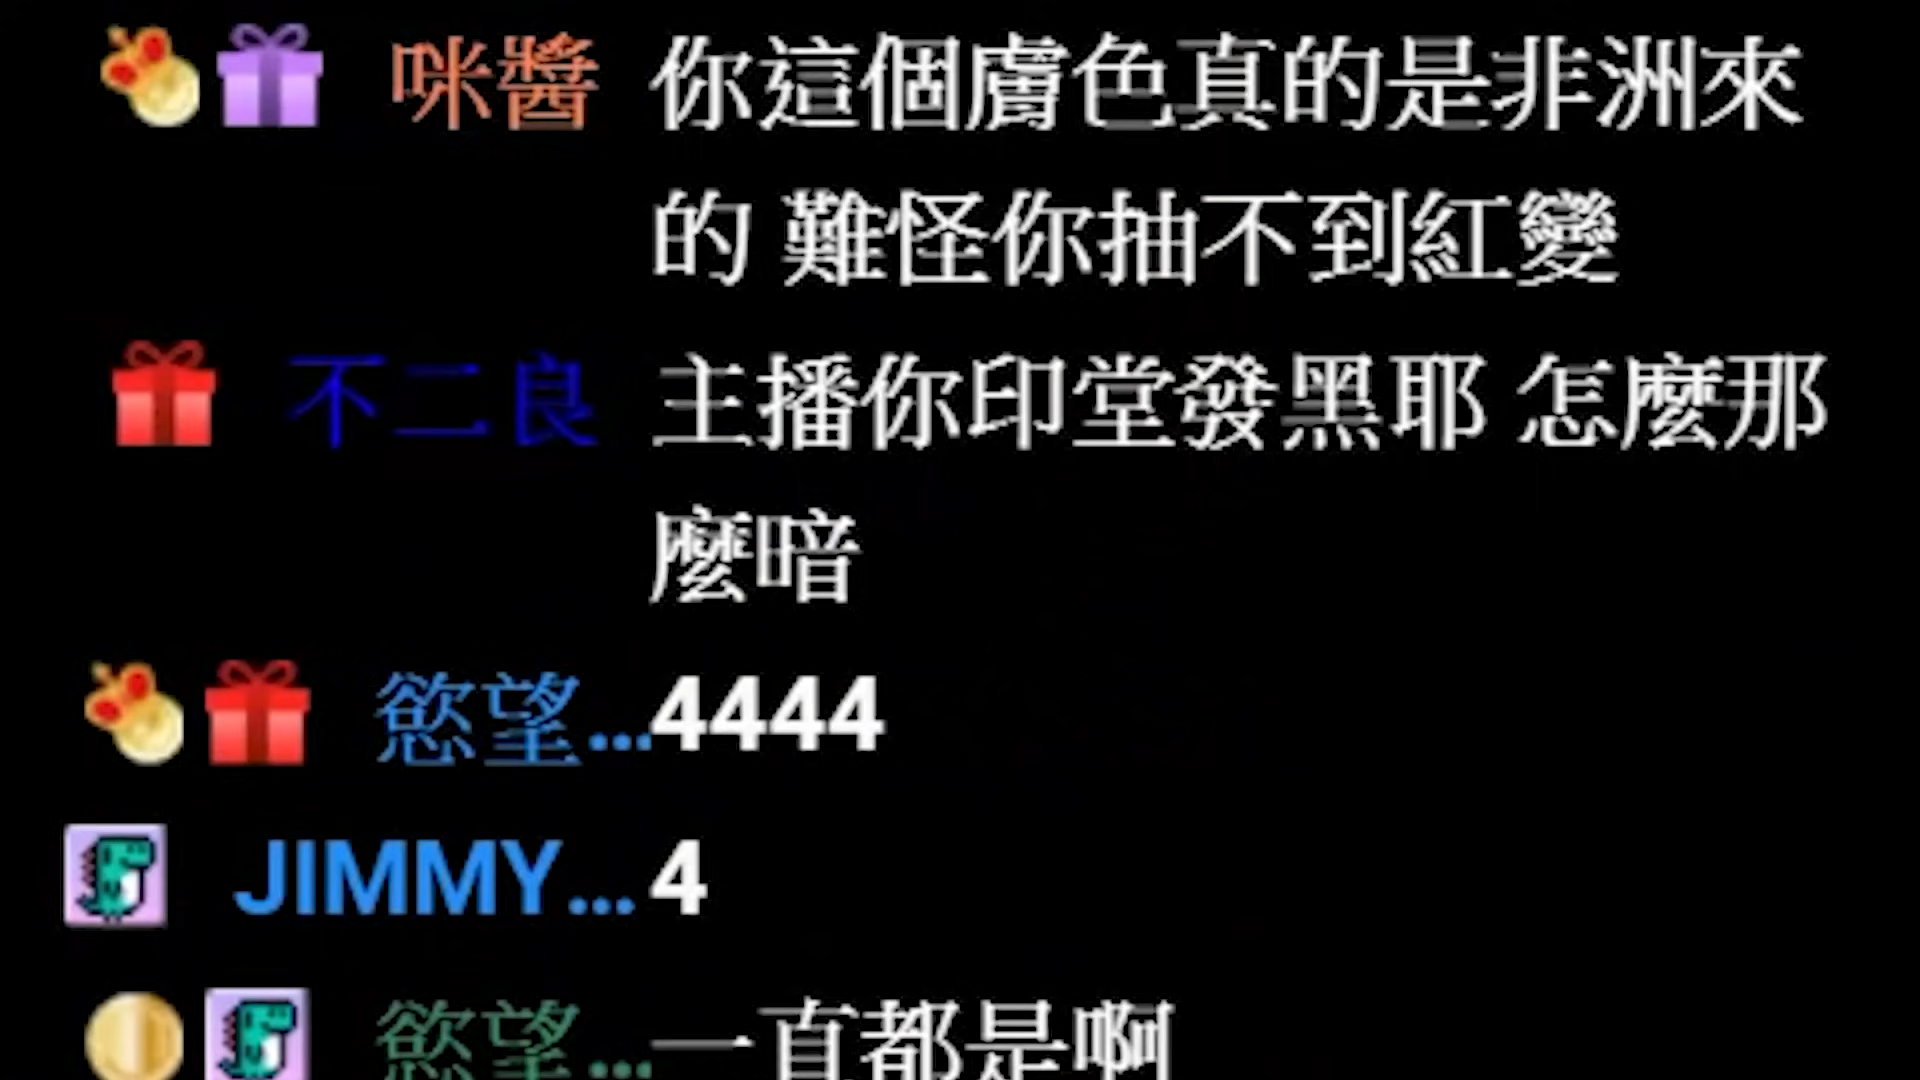 咪醬 你這個膚色真的是非洲來
的 難怪你抽不到紅變
不二良 主播你印堂發黑耶 怎麼那
麼暗
慾望...4444
JIMMY...4
慾望...一直都是啊